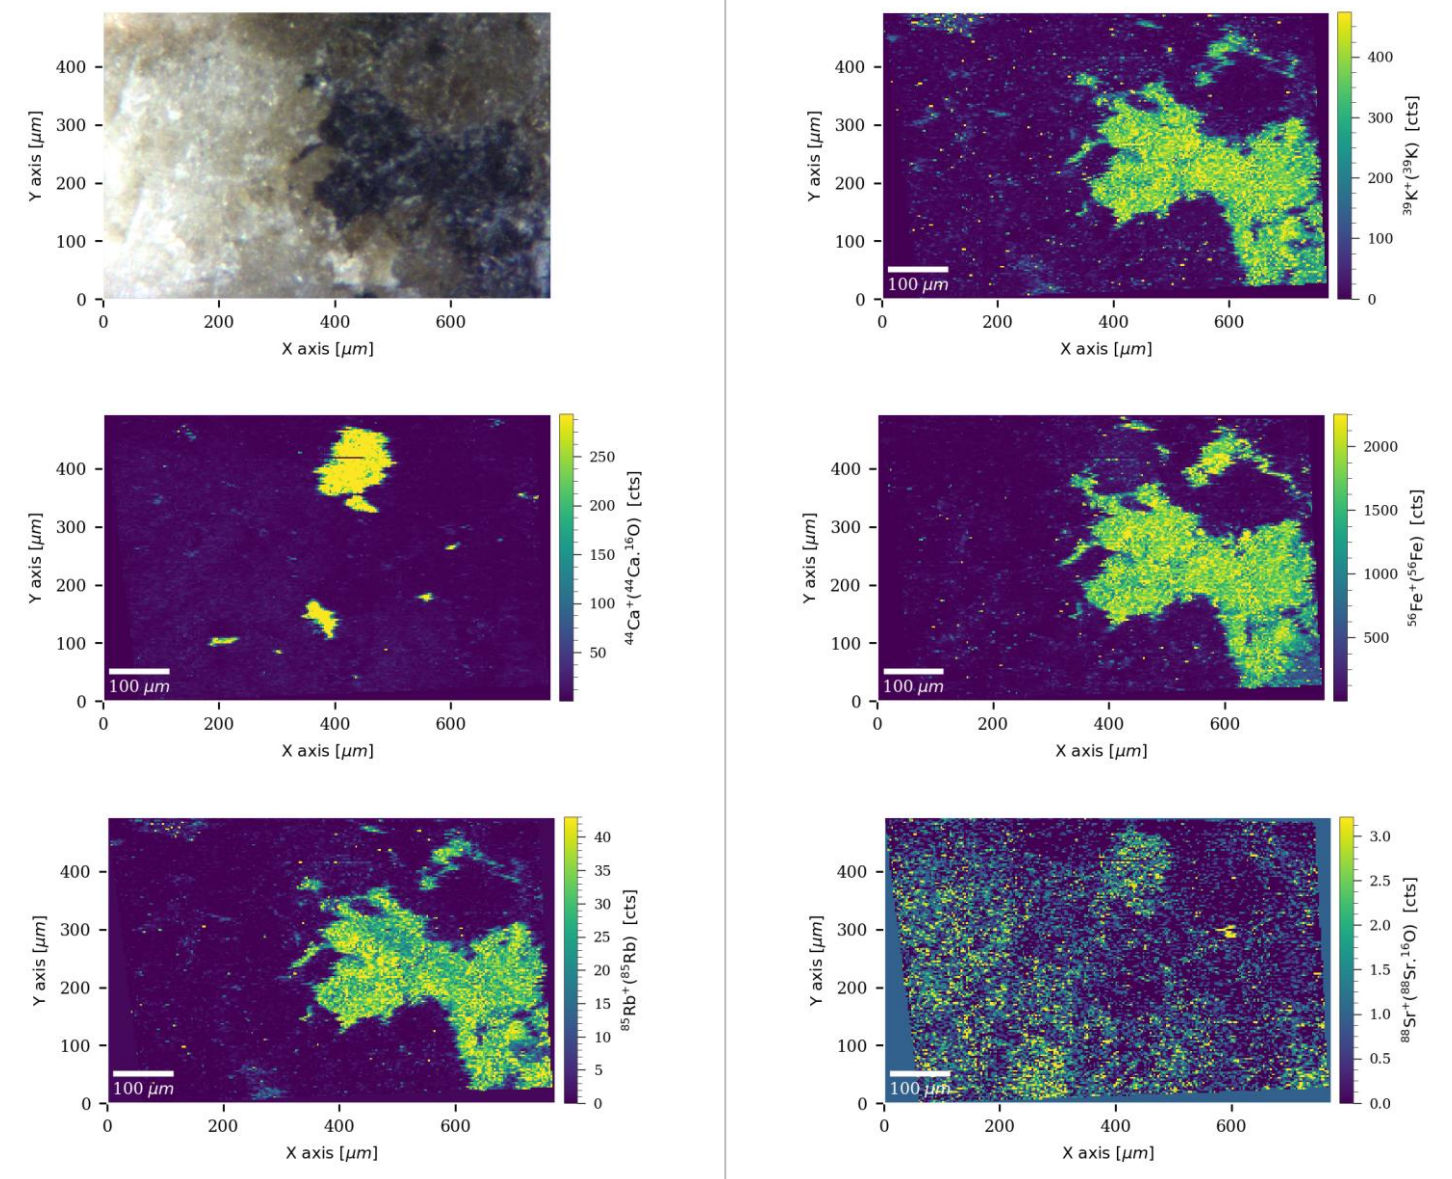 400
300
200
100
0
0 200 400 600
X axis [μm]
Y axis [μm]
400
300
200
100
0
0 200 400 600
X axis [μm]
Y axis [μm]
100 μm
400
300
200
100
0
³⁹K⁺(³⁹K) [cts]
400
300
200
100
0
0 200 400 600
X axis [μm]
Y axis [μm]
100 μm
250
200
150
100
50
⁴⁴Ca⁺(⁴⁴Ca.¹⁶O) [cts]
400
300
200
100
0
0 200 400 600
X axis [μm]
Y axis [μm]
100 μm
2000
1500
1000
500
⁵⁶Fe⁺(⁵⁶Fe) [cts]
400
300
200
100
0
0 200 400 600
X axis [μm]
Y axis [μm]
100 μm
40
35
30
25
20
15
10
5
0
⁸⁵Rb⁺(⁸⁵Rb) [cts]
400
300
200
100
0
0 200 400 600
X axis [μm]
Y axis [μm]
100 μm
3.0
2.5
2.0
1.5
1.0
0.5
0.0
⁸⁸Sr⁺(⁸⁸Sr.¹⁶O) [cts]